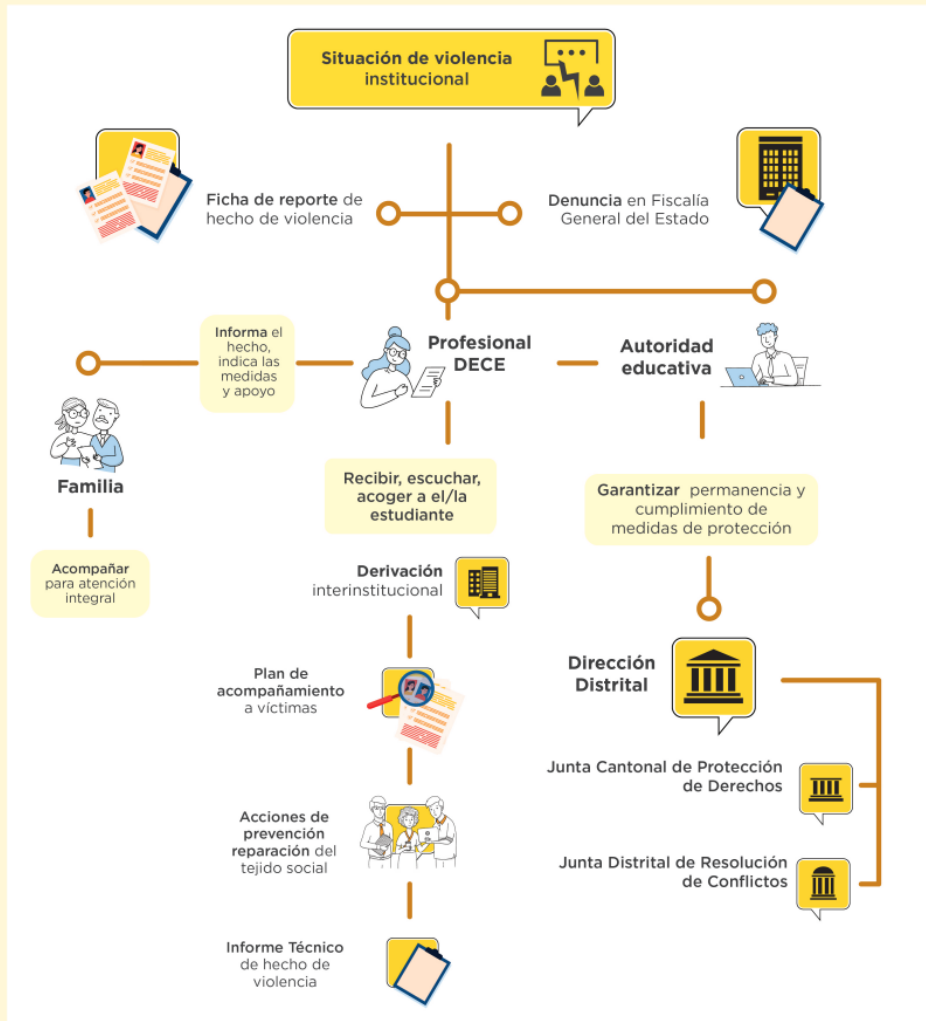 Situación de violencia
institucional
Ficha de reporte de
hecho de violencia
Denuncia en Fiscalía
General del Estado
Informa el
hecho,
indica las
medidas
y apoyo
Profesional
DECE
Autoridad
educativa
Familia
Recibir, escuchar,
acoger a el/la
estudiante
Garantizar permanencia y
cumplimiento de
medidas de protección
Acompañar
para atención
integral
Derivación
interinstitucional
Plan de
acompañamiento
a víctimas
Dirección
Distrital
Junta Cantonal de Protección
de Derechos
Acciones de
prevención
reparación del
tejido social
Junta Distrital de Resolución
de Conflictos
Informe Técnico
de hecho de
violencia